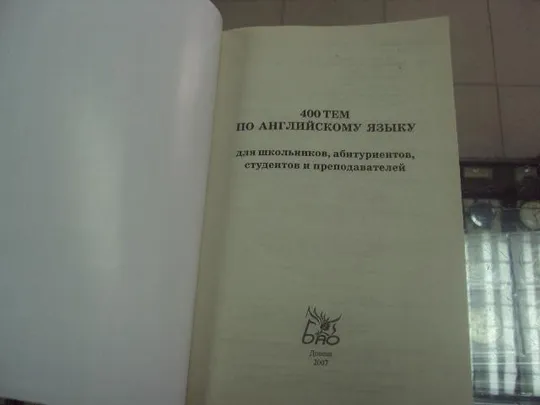 400 ТЕМ
ПО АНГЛИЙСКОМУ ЯЗЫКУ
для школьников, абитуриентов,
студентов и преподавателей
БАО
Донецк
2007